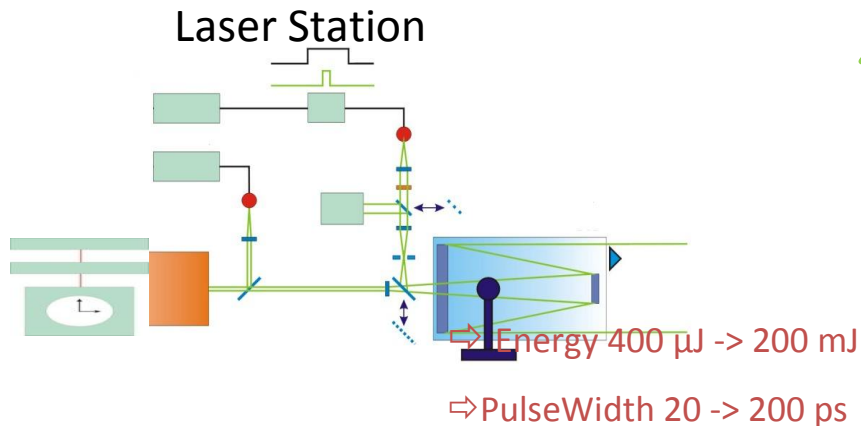 Laser Station
⇨ Energy 400 µJ -> 200 mJ
⇨PulseWidth 20 -> 200 ps